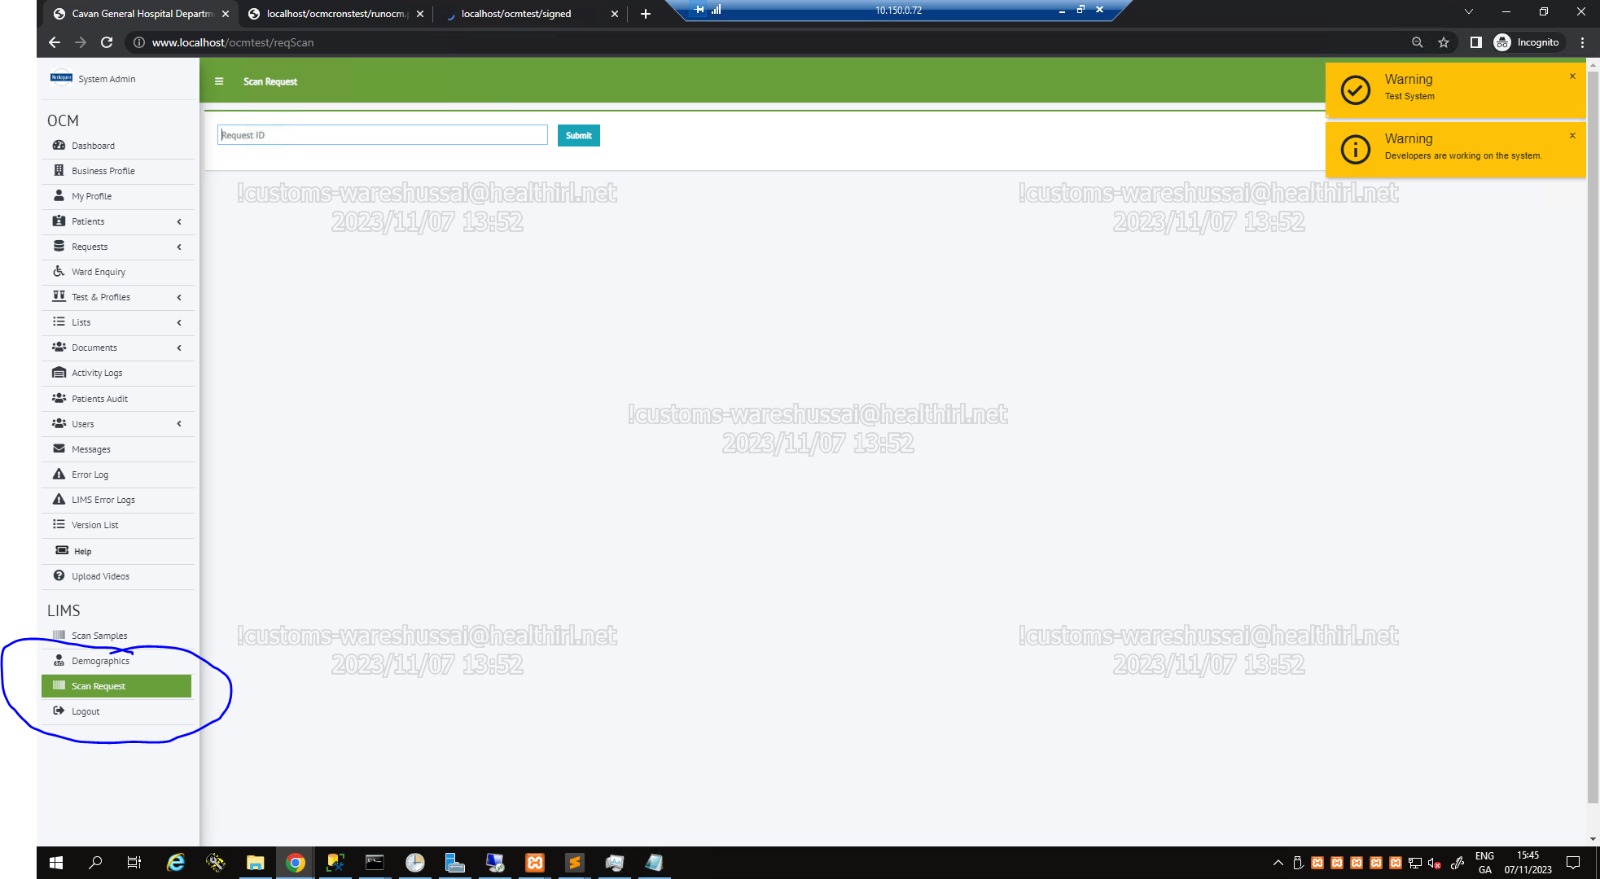 Cavan General Hospital Departm
localhost/ocmcronstest/runocm.p
localhost/ocmtest/signed
10.150.0.72
www.localhost/ocmtest/reqScan
Incognito
System Admin
Scan Request
Warning
Test System
Warning
Developers are working on the system.
Request ID
Submit
OCM
Dashboard
Business Profile
My Profile
Patients
Requests
Ward Enquiry
Test & Profiles
Lists
Documents
Activity Logs
Patients Audit
Users
Messages
Error Log
LIMS Error Logs
Version List
Help
Upload Videos
LIMS
Scan Samples
Demographics
Scan Request
Logout
!customs-wareshussai@healthirl.net
2023/11/07 13:52
!customs-wareshussai@healthirl.net
2023/11/07 13:52
!customs-wareshussai@healthirl.net
2023/11/07 13:52
!customs-wareshussai@healthirl.net
2023/11/07 13:52
!customs-wareshussai@healthirl.net
2023/11/07 13:52
ENG
GA
15:45
07/11/2023